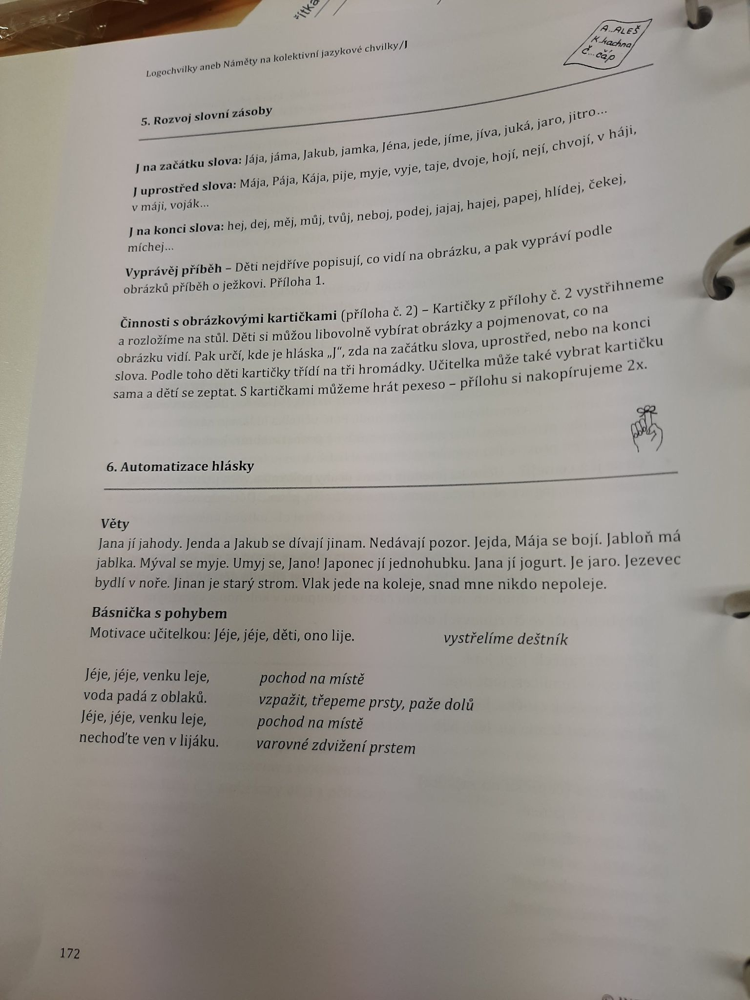 řítka
Logochvilky aneb Náměty na kolektivní jazykové chvilky/J
A...ALEŠ
K..kachna
Č...čáp
5. Rozvoj slovní zásoby
J na začátku slova: Jája, jáma, Jakub, jamka, Jéna, jede, jíme, jíva, juká, jaro, jitro...
J uprostřed slova: Mája, Pája, Kája, pije, myje, vyje, taje, dvoje, hojí, nejí, chvojí, v háji,
v máji, voják...
J na konci slova: hej, dej, měj, můj, tvůj, neboj, podej, jajaj, hajej, papej, hlídej, čekej,
míchej...
Vyprávěj příběh – Děti nejdříve popisují, co vidí na obrázku, a pak vypráví podle
obrázků příběh o ježkovi. Příloha 1.
Činnosti s obrázkovými kartičkami (příloha č. 2) – Kartičky z přílohy č. 2 vystřihneme
a rozložíme na stůl. Děti si můžou libovolně vybírat obrázky a pojmenovat, co na
obrázku vidí. Pak určí, kde je hláska „J“, zda na začátku slova, uprostřed, nebo na konci
slova. Podle toho děti kartičky třídí na tři hromádky. Učitelka může také vybrat kartičku
sama a dětí se zeptat. S kartičkami můžeme hrát pexeso – přílohu si nakopírujeme 2x.
6. Automatizace hlásky
Věty
Jana jí jahody. Jenda a Jakub se dívají jinam. Nedávají pozor. Jejda, Mája se bojí. Jabloň má
jablka. Mýval se myje. Umyj se, Jano! Japonec jí jednohubku. Jana jí jogurt. Je jaro. Jezevec
bydlí v noře. Jinan je starý strom. Vlak jede na koleje, snad mne nikdo nepoleje.
Básnička s pohybem
Motivace učitelkou: Jéje, jéje, děti, ono lije. vystřelíme deštník
Jéje, jéje, venku leje, pochod na místě
voda padá z oblaků. vzpažit, třepeme prsty, paže dolů
Jéje, jéje, venku leje, pochod na místě
nechoďte ven v lijáku. varovné zdvižení prstem
172